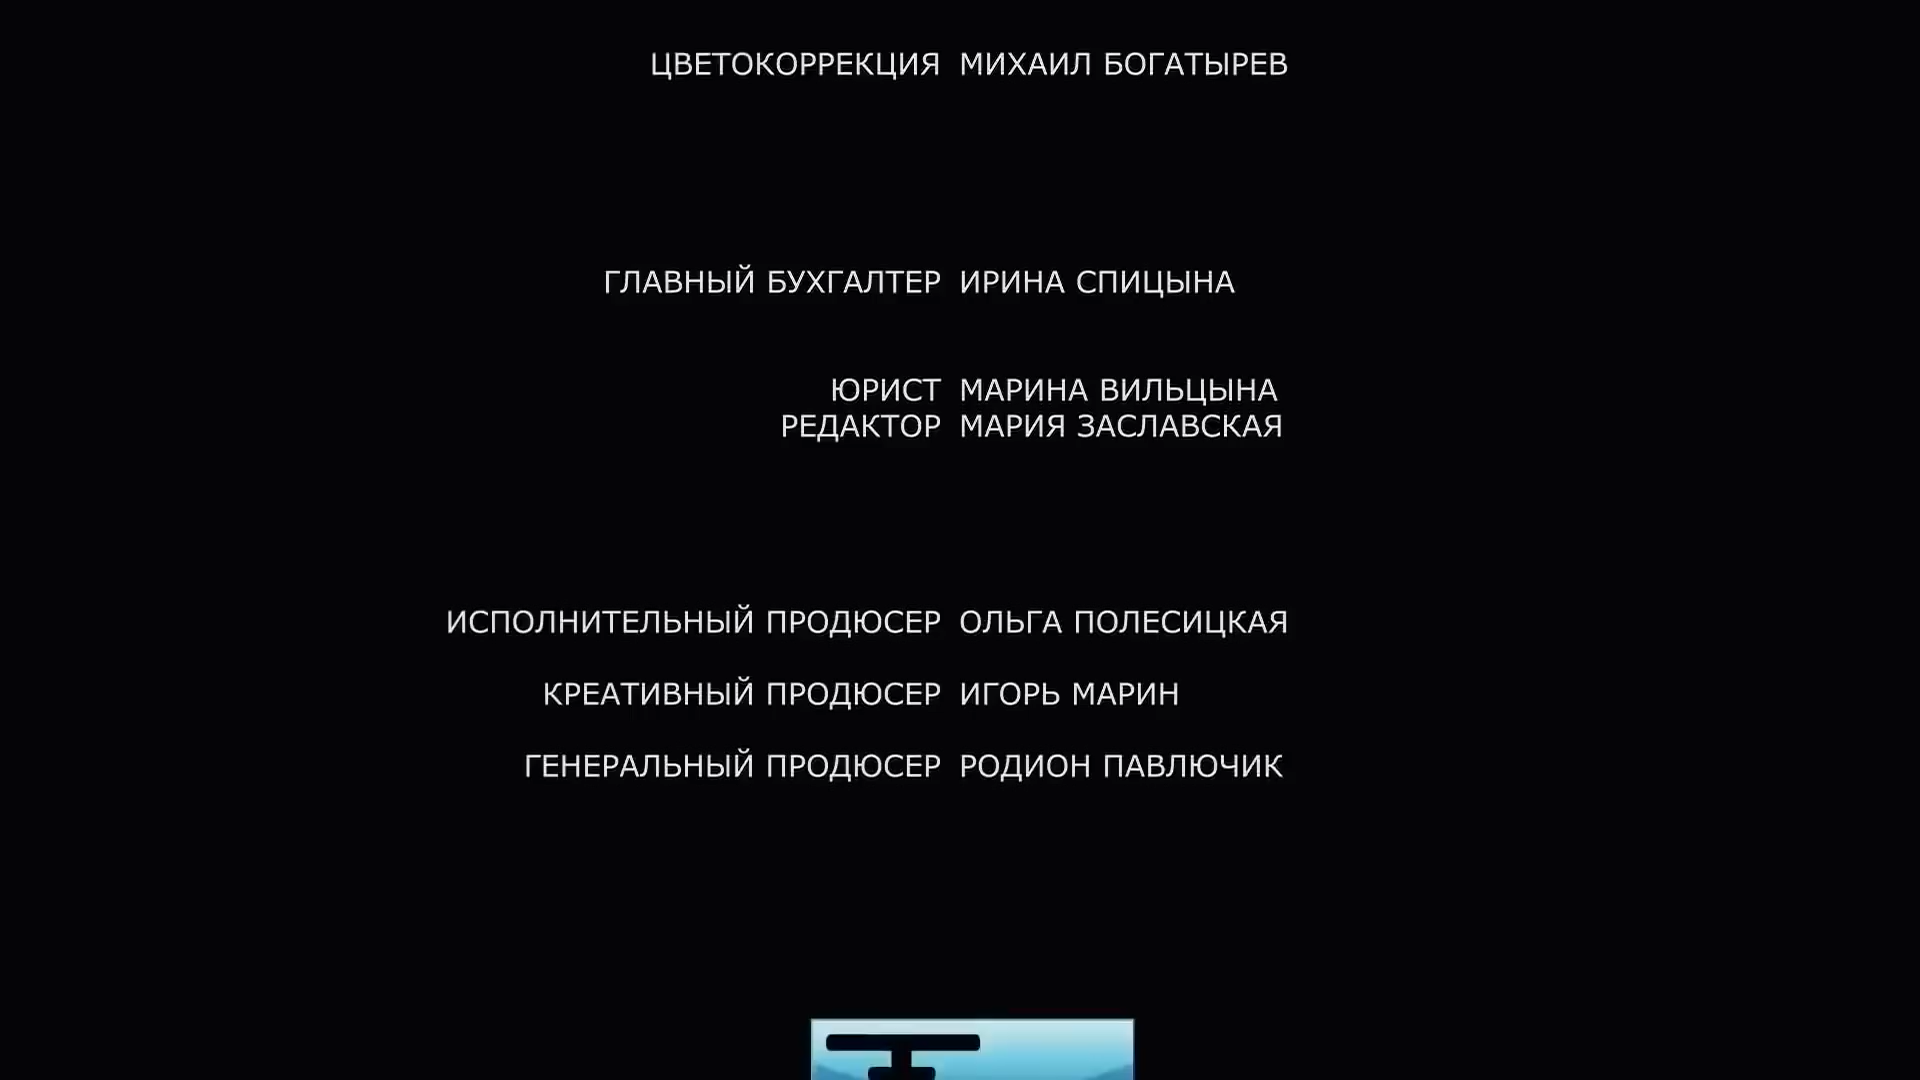 ЦВЕТОКОРРЕКЦИЯ МИХАИЛ БОГАТЫРЕВ
ГЛАВНЫЙ БУХГАЛТЕР ИРИНА СПИЦЫНА
ЮРИСТ МАРИНА ВИЛЬЦЫНА
РЕДАКТОР МАРИЯ ЗАСЛАВСКАЯ
ИСПОЛНИТЕЛЬНЫЙ ПРОДЮСЕР ОЛЬГА ПОЛЕСИЦКАЯ
КРЕАТИВНЫЙ ПРОДЮСЕР ИГОРЬ МАРИН
ГЕНЕРАЛЬНЫЙ ПРОДЮСЕР РОДИОН ПАВЛЮЧИК